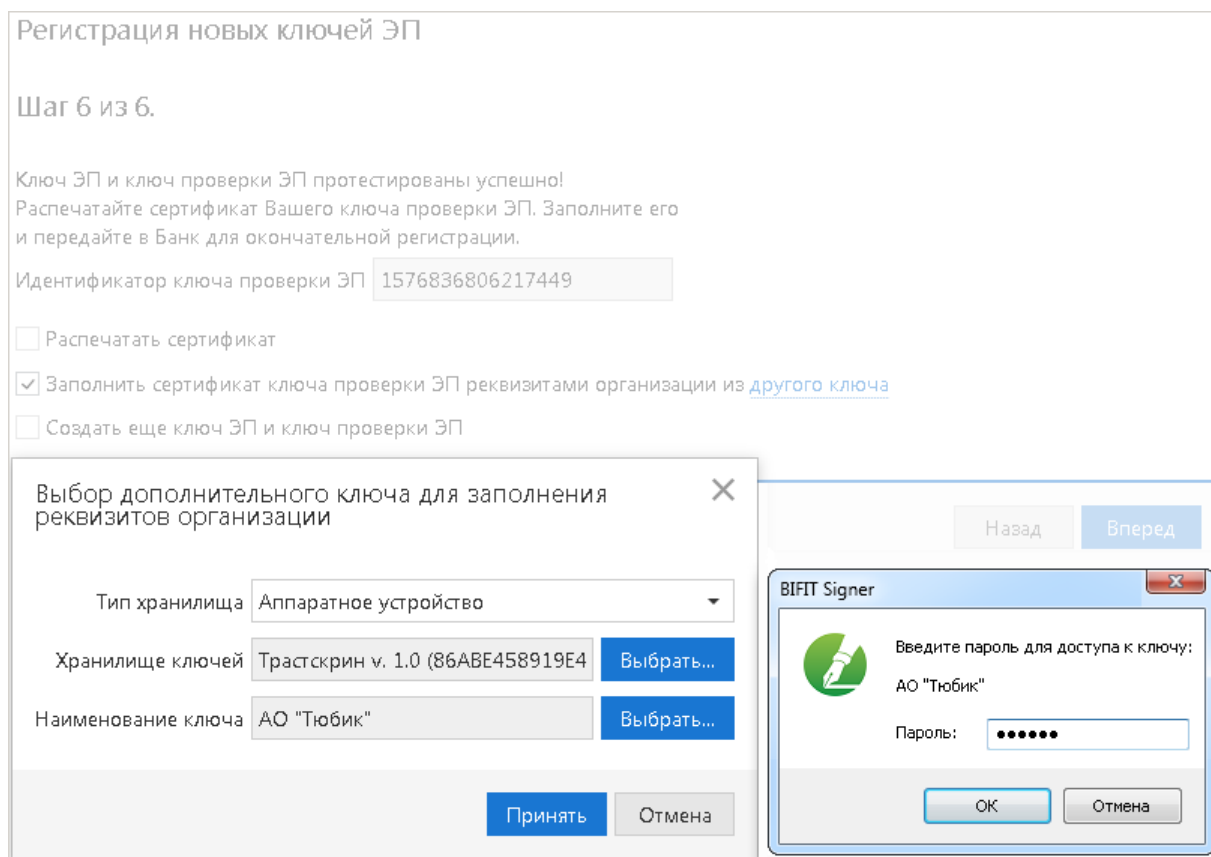 Регистрация новых ключей ЭП
Шаг 6 из 6.
Ключ ЭП и ключ проверки ЭП протестированы успешно!
Распечатайте сертификат Вашего ключа проверки ЭП. Заполните его
и передайте в Банк для окончательной регистрации.
Идентификатор ключа проверки ЭП 1576836806217449
Распечатать сертификат
Заполнить сертификат ключа проверки ЭП реквизитами организации из другого ключа
Создать еще ключ ЭП и ключ проверки ЭП
Назад Вперед
Выбор дополнительного ключа для заполнения
реквизитов организации
Тип хранилища Аппаратное устройство
Хранилище ключей Трастскрин v. 1.0 (86ABE458919E4 Выбрать...
Наименование ключа АО "Тюбик" Выбрать...
Принять Отмена
BIFIT Signer
Введите пароль для доступа к ключу:
АО "Тюбик"
Пароль: ••••••
ОК Отмена